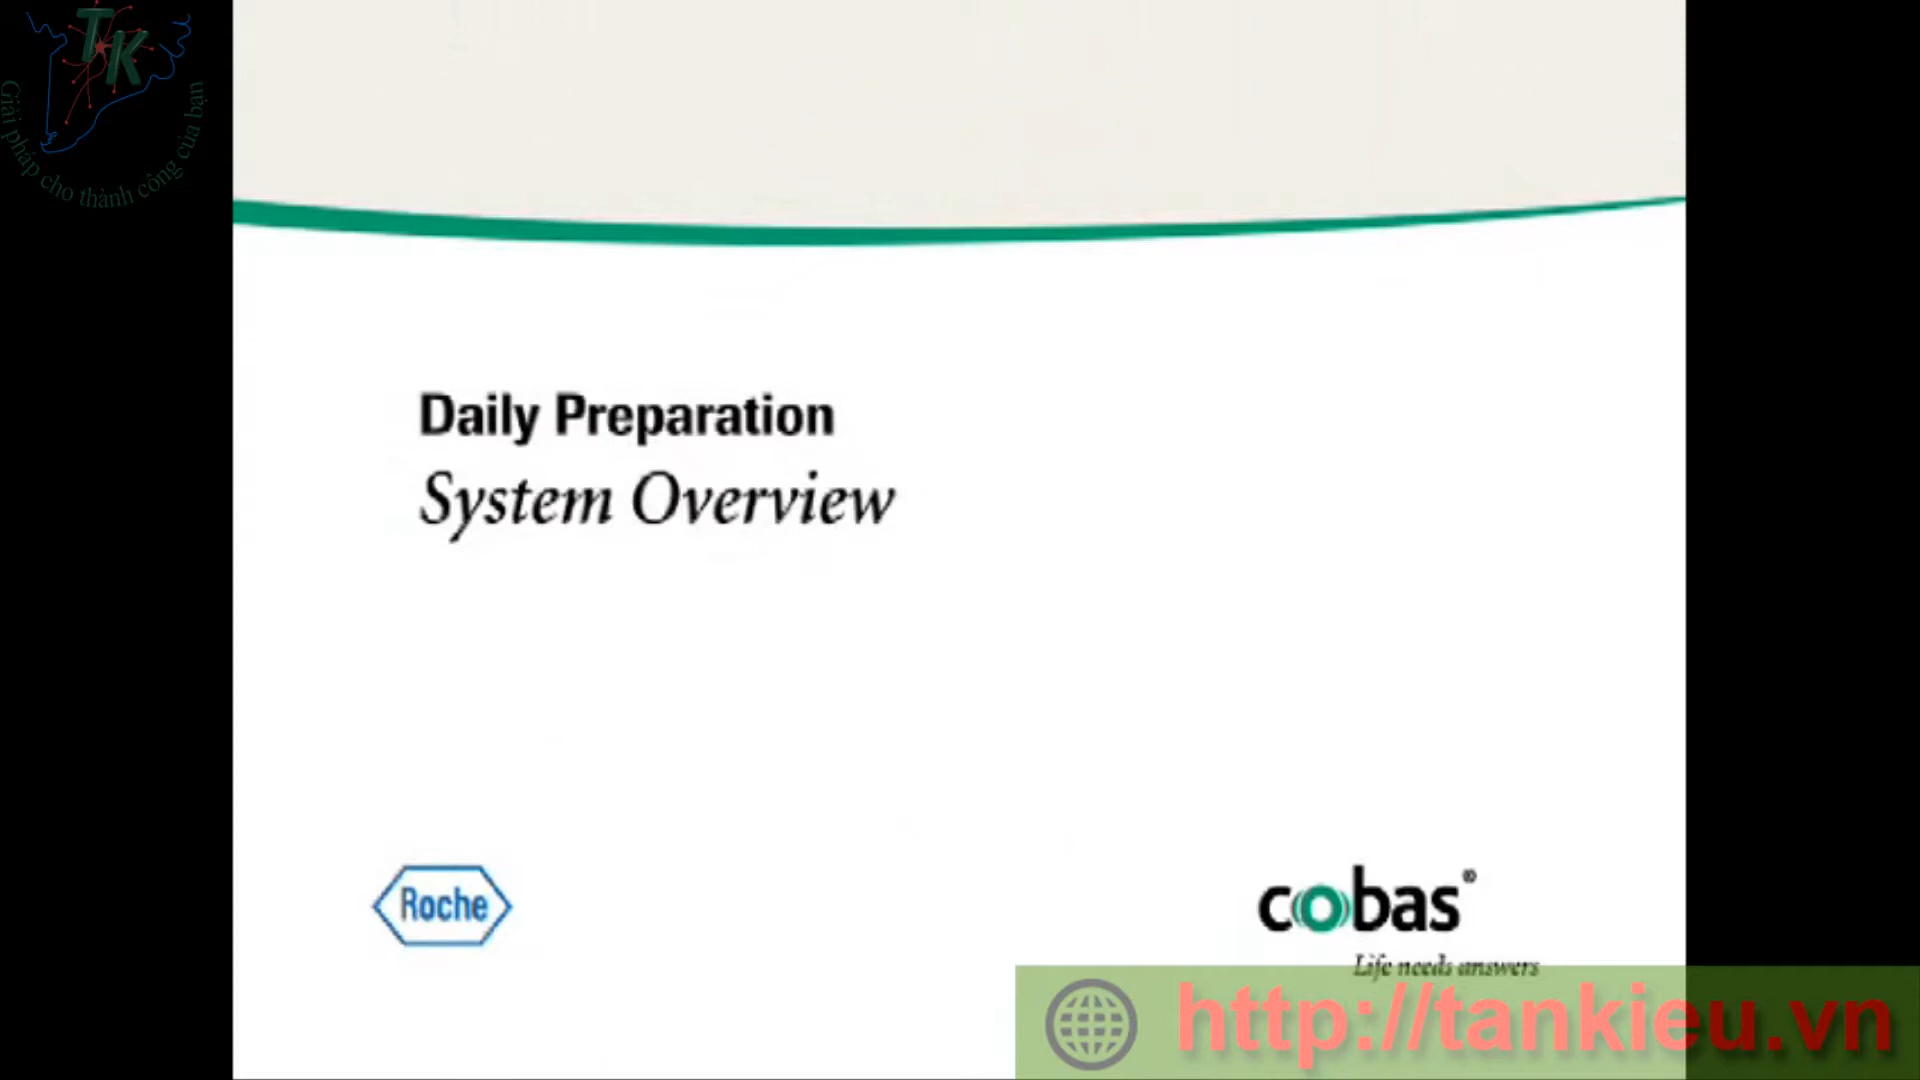 TK
Giải pháp cho thành công của bạn
Daily Preparation
System Overview
Roche
cobas®
Life needs answers
http://tankieu.vn